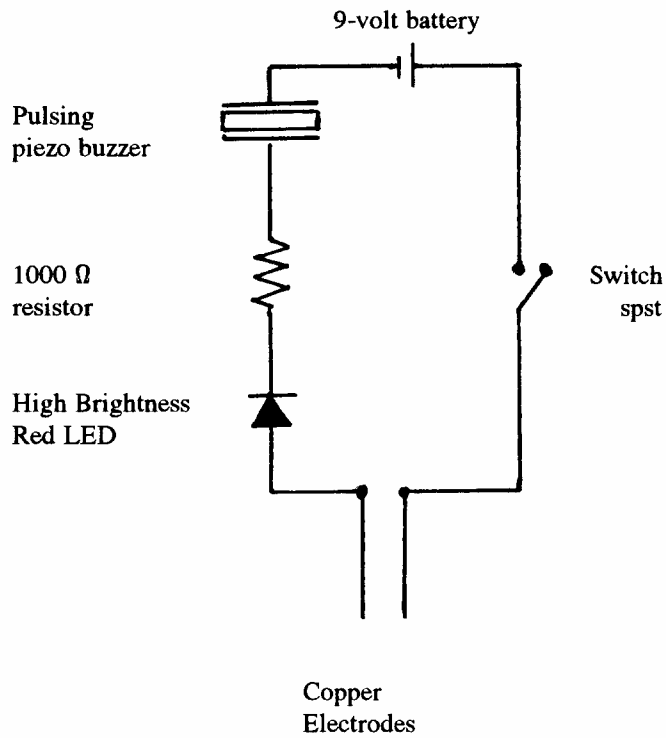 9-volt battery
Pulsing
piezo buzzer
1000 Ω
resistor
Switch
spst
High Brightness
Red LED
Copper
Electrodes